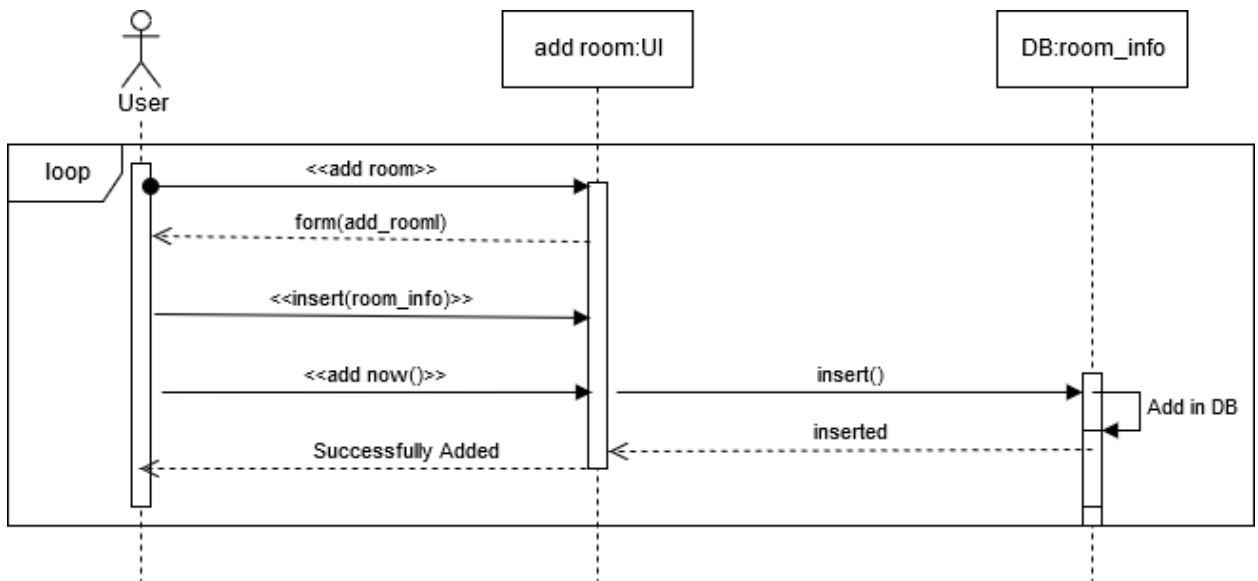 add room:UI
DB:room_info
User
loop
<<add room>>
form(add_rooml)
<<insert(room_info)>>
<<add now()>>
insert()
Add in DB
inserted
Successfully Added